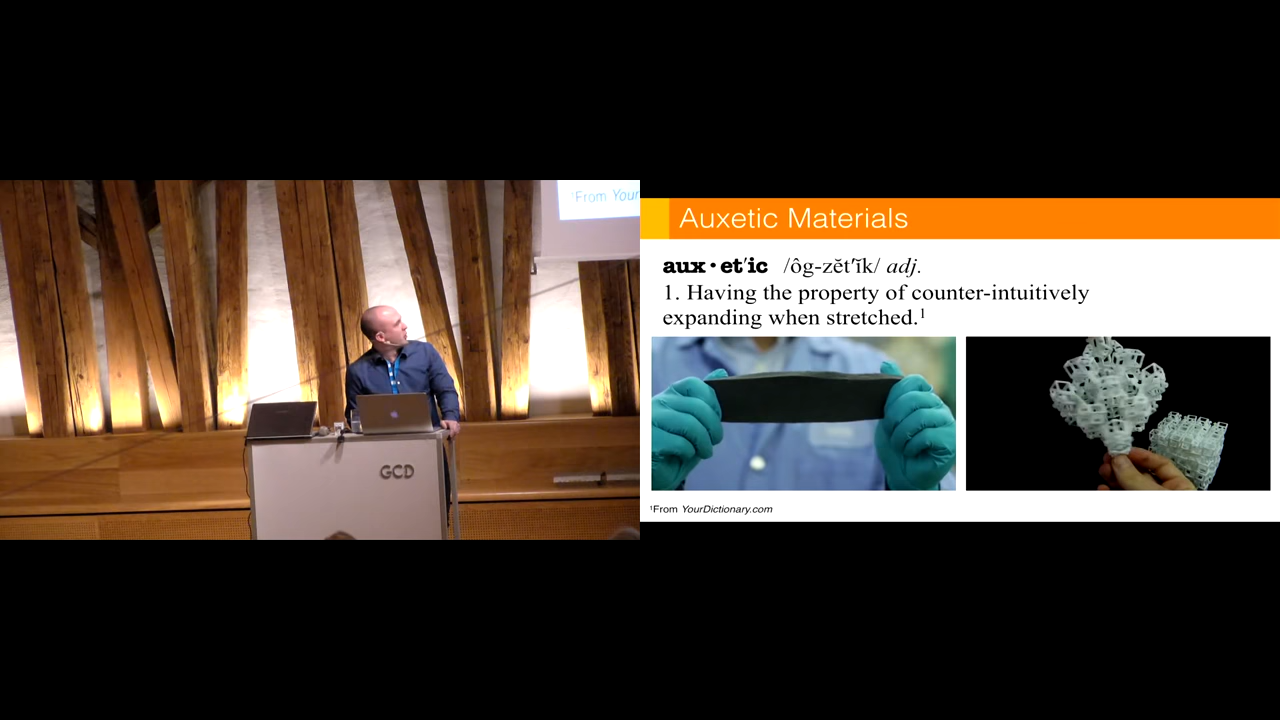 ¹From Your
GCD
Auxetic Materials
aux • et′ic /ôg-zĕt′ĭk/ adj.
1. Having the property of counter-intuitively
expanding when stretched.¹
¹From YourDictionary.com